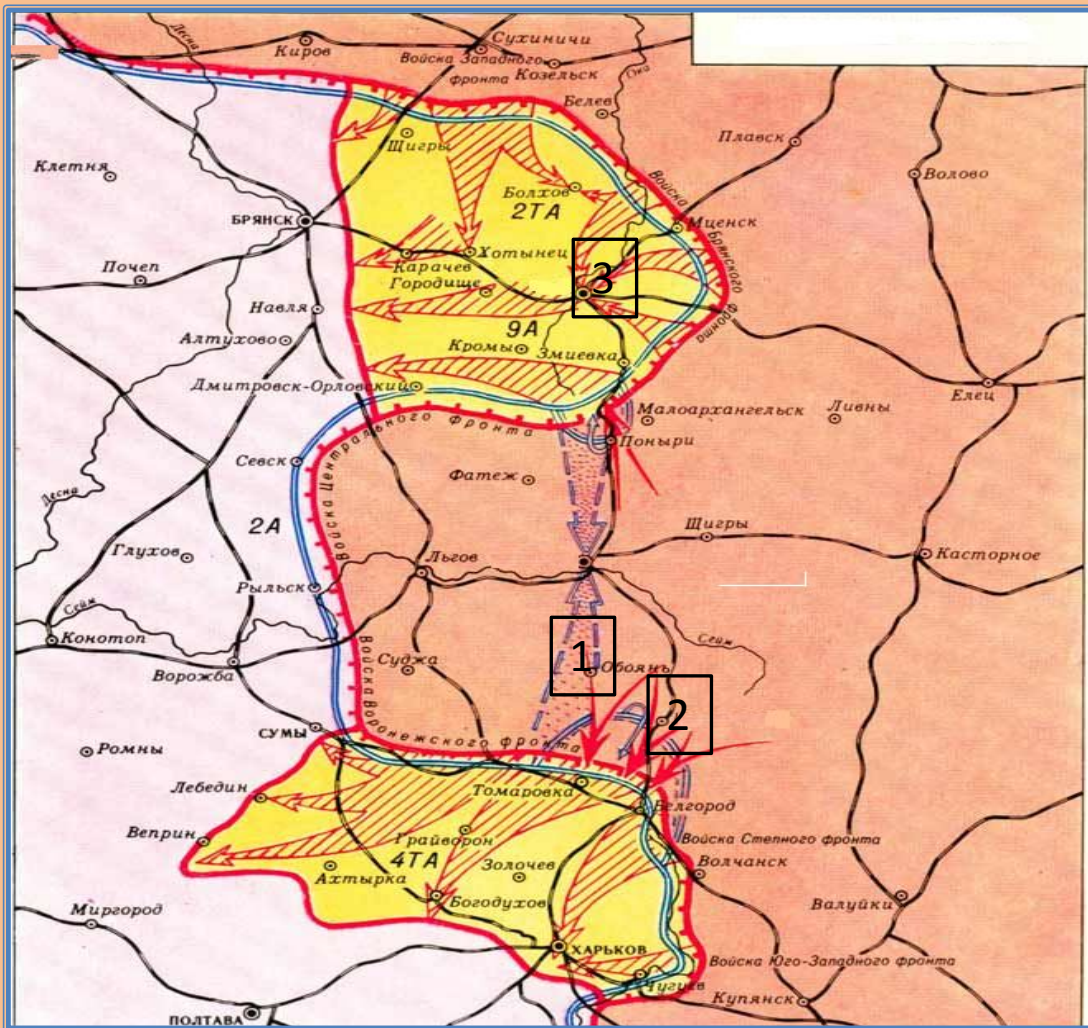 Десна
Киров
Сухиничи
Войска Западного
фронта
Козельск
Ока
Белев
Плавск
Щигры
Клетня
Волово
Болхов
Войска
2ТА
БРЯНСК
Мценск
Брянского
Хотынец
Карачев
Почеп
3
Городище
Навля
фронта
9А
Алтухово
Кромы
Змиевка
Дмитровск-Орловский
Елец
Малоархангельск
Ливны
Войска Центрального фронта
Поныри
Севск
Фатеж
Десна
2А
Щигры
Глухов
Льгов
Касторное
Рыльск
Сейм
Конотоп
Сейм
1
Суджа
Обоянь
Ворожба
2
Войска Воронежского фронта
СУМЫ
Ромны
Лебедин
Томаровка
Белгород
Веприн
Грайворон
Войска Степного фронта
4ТА
Золочев
Волчанск
Ахтырка
Богодухов
Валуйки
Миргород
ХАРЬКОВ
Войска Юго-Западного фронта
Чугуев
Купянск
ПОЛТАВА